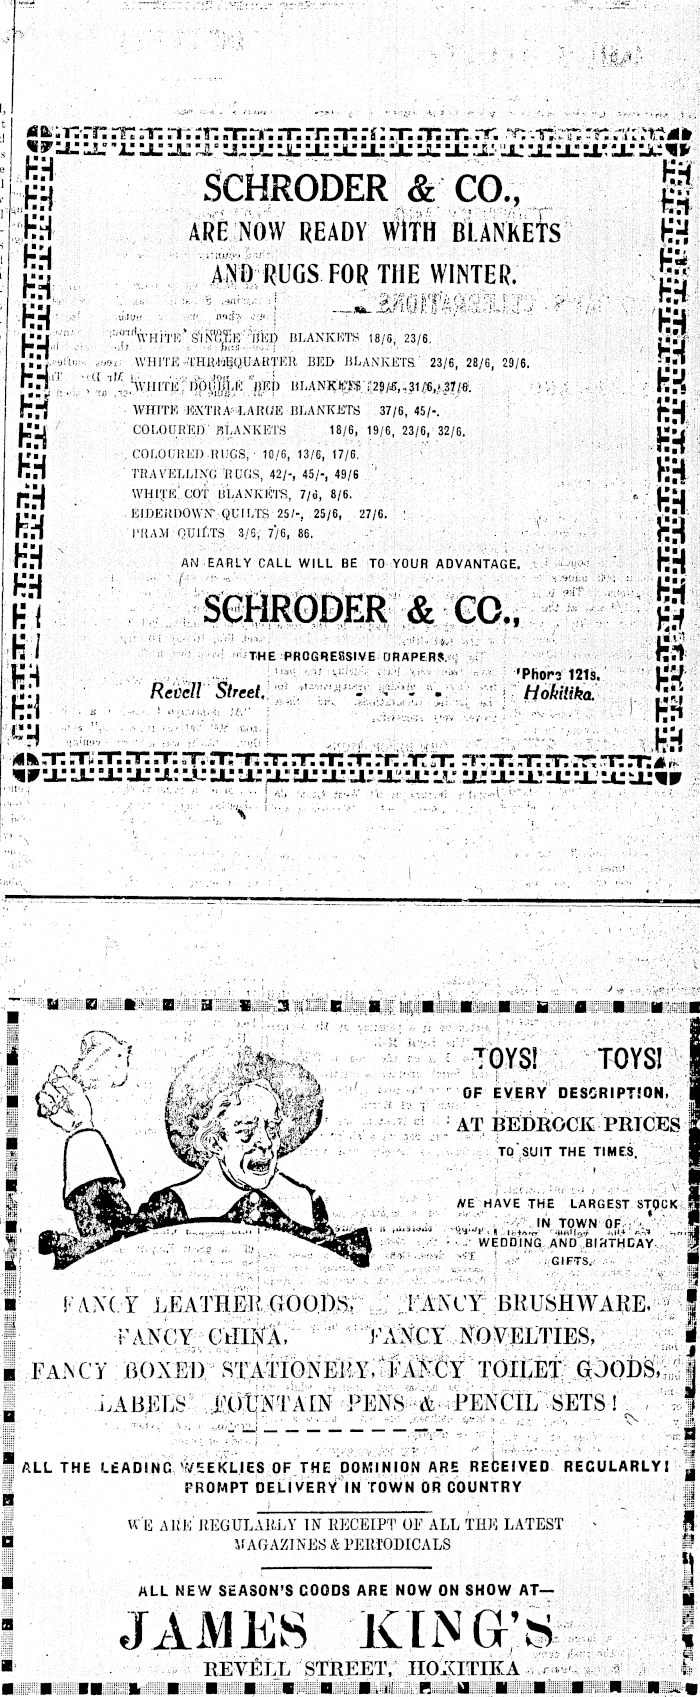 SCHRODER & CO.,
ARE NOW READY WITH BLANKETS
AND RUGS FOR THE WINTER.
WHITE SINGLE BED BLANKETS 18/6, 23/6.
WHITE THREEQUARTER BED BLANKETS 23/6, 28/6, 29/6.
WHITE DOUBLE BED BLANKETS 29/6, 31/6, 37/6.
WHITE EXTRA LARGE BLANKETS 37/6, 45/-.
COLOURED BLANKETS 18/6, 19/6, 23/6, 32/6.
COLOURED RUGS, 10/6, 13/6, 17/6.
TRAVELLING RUGS, 42/-, 45/-, 49/6
WHITE COT BLANKETS, 7/6, 8/6.
EIDERDOWN QUILTS 25/-, 25/6, 27/6.
PRAM QUILTS 3/6, 7/6, 86.
AN EARLY CALL WILL BE TO YOUR ADVANTAGE.
SCHRODER & CO.,
THE PROGRESSIVE DRAPERS.
'Phone 121s.
Revell Street, - - - Hokitika.
TOYS! TOYS!
OF EVERY DESCRIPTION,
AT BEDROCK PRICES
TO SUIT THE TIMES.
WE HAVE THE LARGEST STOCK
IN TOWN OF
WEDDING AND BIRTHDAY
GIFTS.
FANCY LEATHER GOODS, FANCY BRUSHWARE,
FANCY CHINA, FANCY NOVELTIES,
FANCY BOXED STATIONERY, FANCY TOILET GOODS,
LABELS FOUNTAIN PENS & PENCIL SETS!
ALL THE LEADING WEEKLIES OF THE DOMINION ARE RECEIVED REGULARLY!
PROMPT DELIVERY IN TOWN OR COUNTRY
WE ARE REGULARLY IN RECEIPT OF ALL THE LATEST
MAGAZINES & PERIODICALS
ALL NEW SEASON'S GOODS ARE NOW ON SHOW AT—
JAMES KING'S
REVELL STREET, HOKITIKA